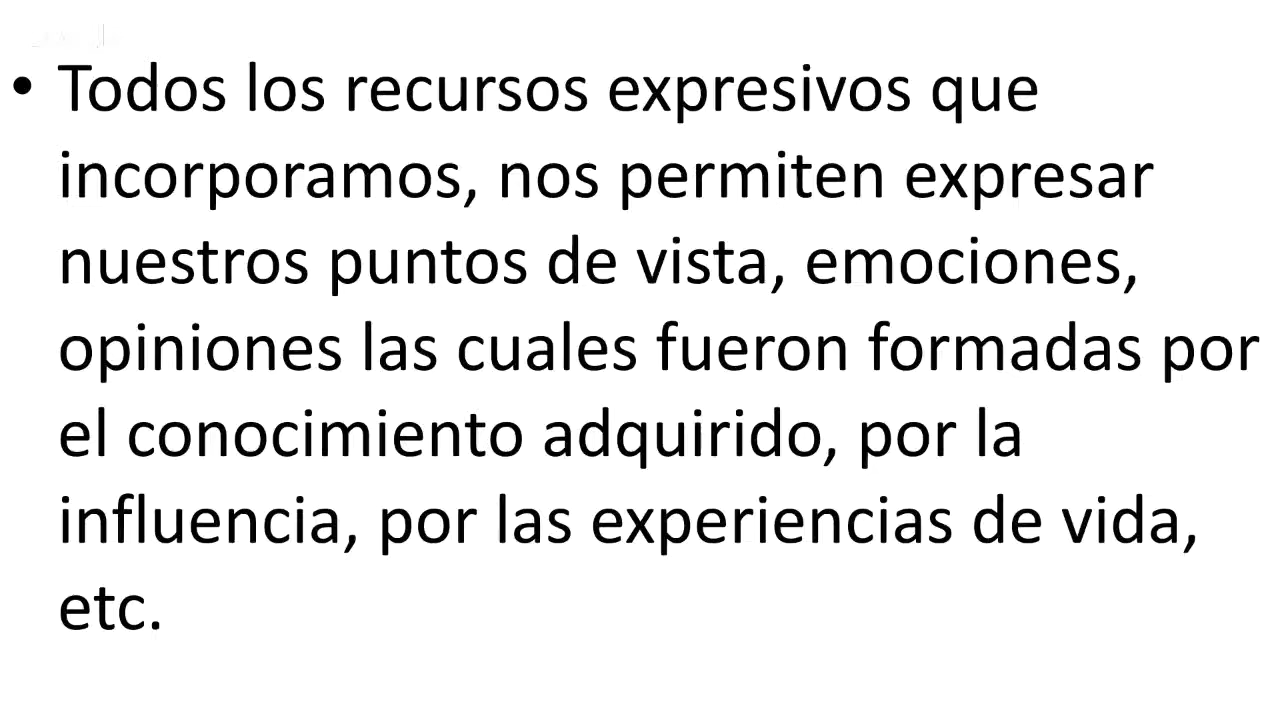 • Todos los recursos expresivos que
incorporamos, nos permiten expresar
nuestros puntos de vista, emociones,
opiniones las cuales fueron formadas por
el conocimiento adquirido, por la
influencia, por las experiencias de vida,
etc.